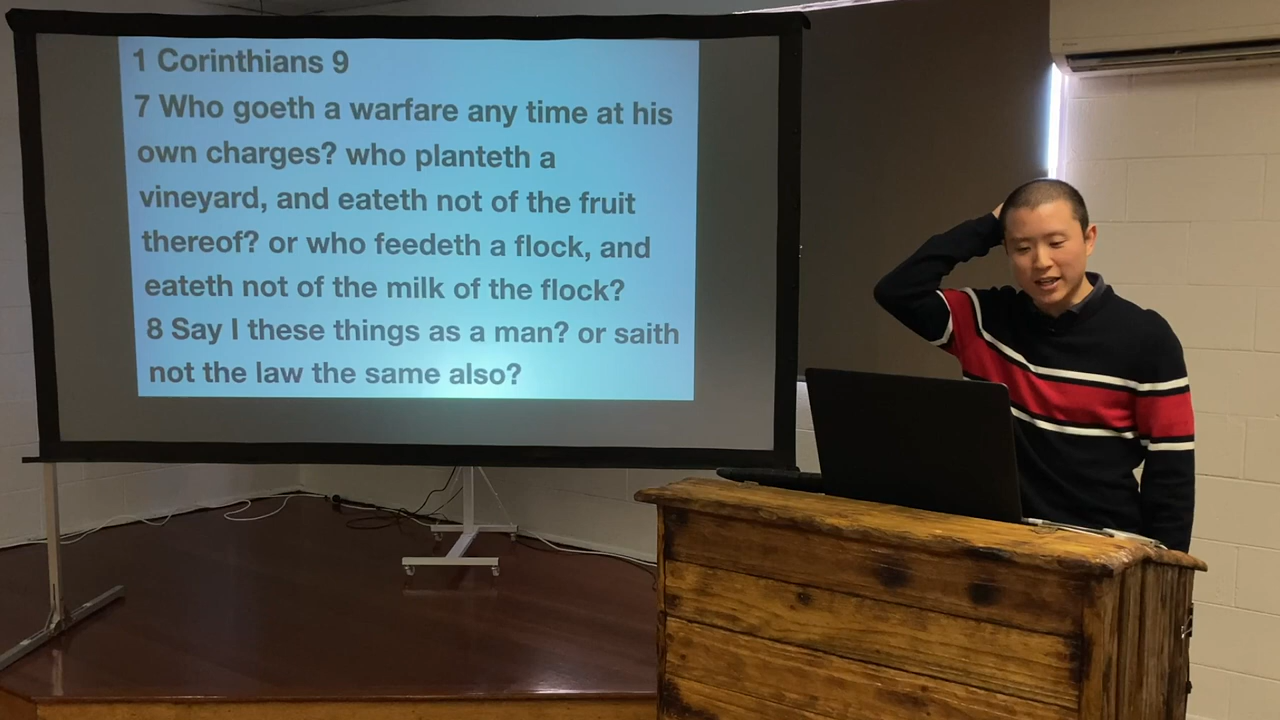 1 Corinthians 9
7 Who goeth a warfare any time at his
own charges? who planteth a
vineyard, and eateth not of the fruit
thereof? or who feedeth a flock, and
eateth not of the milk of the flock?
8 Say I these things as a man? or saith
not the law the same also?